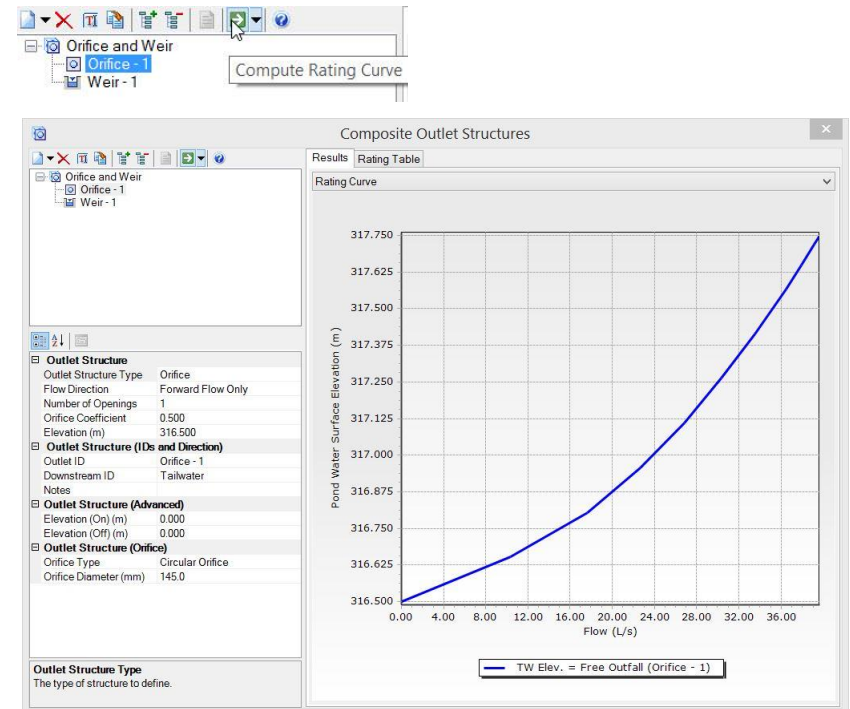 Orifice and Weir
Orifice - 1
Weir - 1
Compute Rating Curve
Composite Outlet Structures
Orifice and Weir
Orifice - 1
Weir - 1
Outlet Structure
Outlet Structure Type Orifice
Flow Direction Forward Flow Only
Number of Openings 1
Orifice Coefficient 0.500
Elevation (m) 316.500
Outlet Structure (IDs and Direction)
Outlet ID Orifice - 1
Downstream ID Tailwater
Notes
Outlet Structure (Advanced)
Elevation (On) (m) 0.000
Elevation (Off) (m) 0.000
Outlet Structure (Orifice)
Orifice Type Circular Orifice
Orifice Diameter (mm) 145.0
Outlet Structure Type
The type of structure to define.
Results Rating Table
Rating Curve
Pond Water Surface Elevation (m)
317.750
317.625
317.500
317.375
317.250
317.125
317.000
316.875
316.750
316.625
316.500
0.00 4.00 8.00 12.00 16.00 20.00 24.00 28.00 32.00 36.00
Flow (L/s)
TW Elev. = Free Outfall (Orifice - 1)